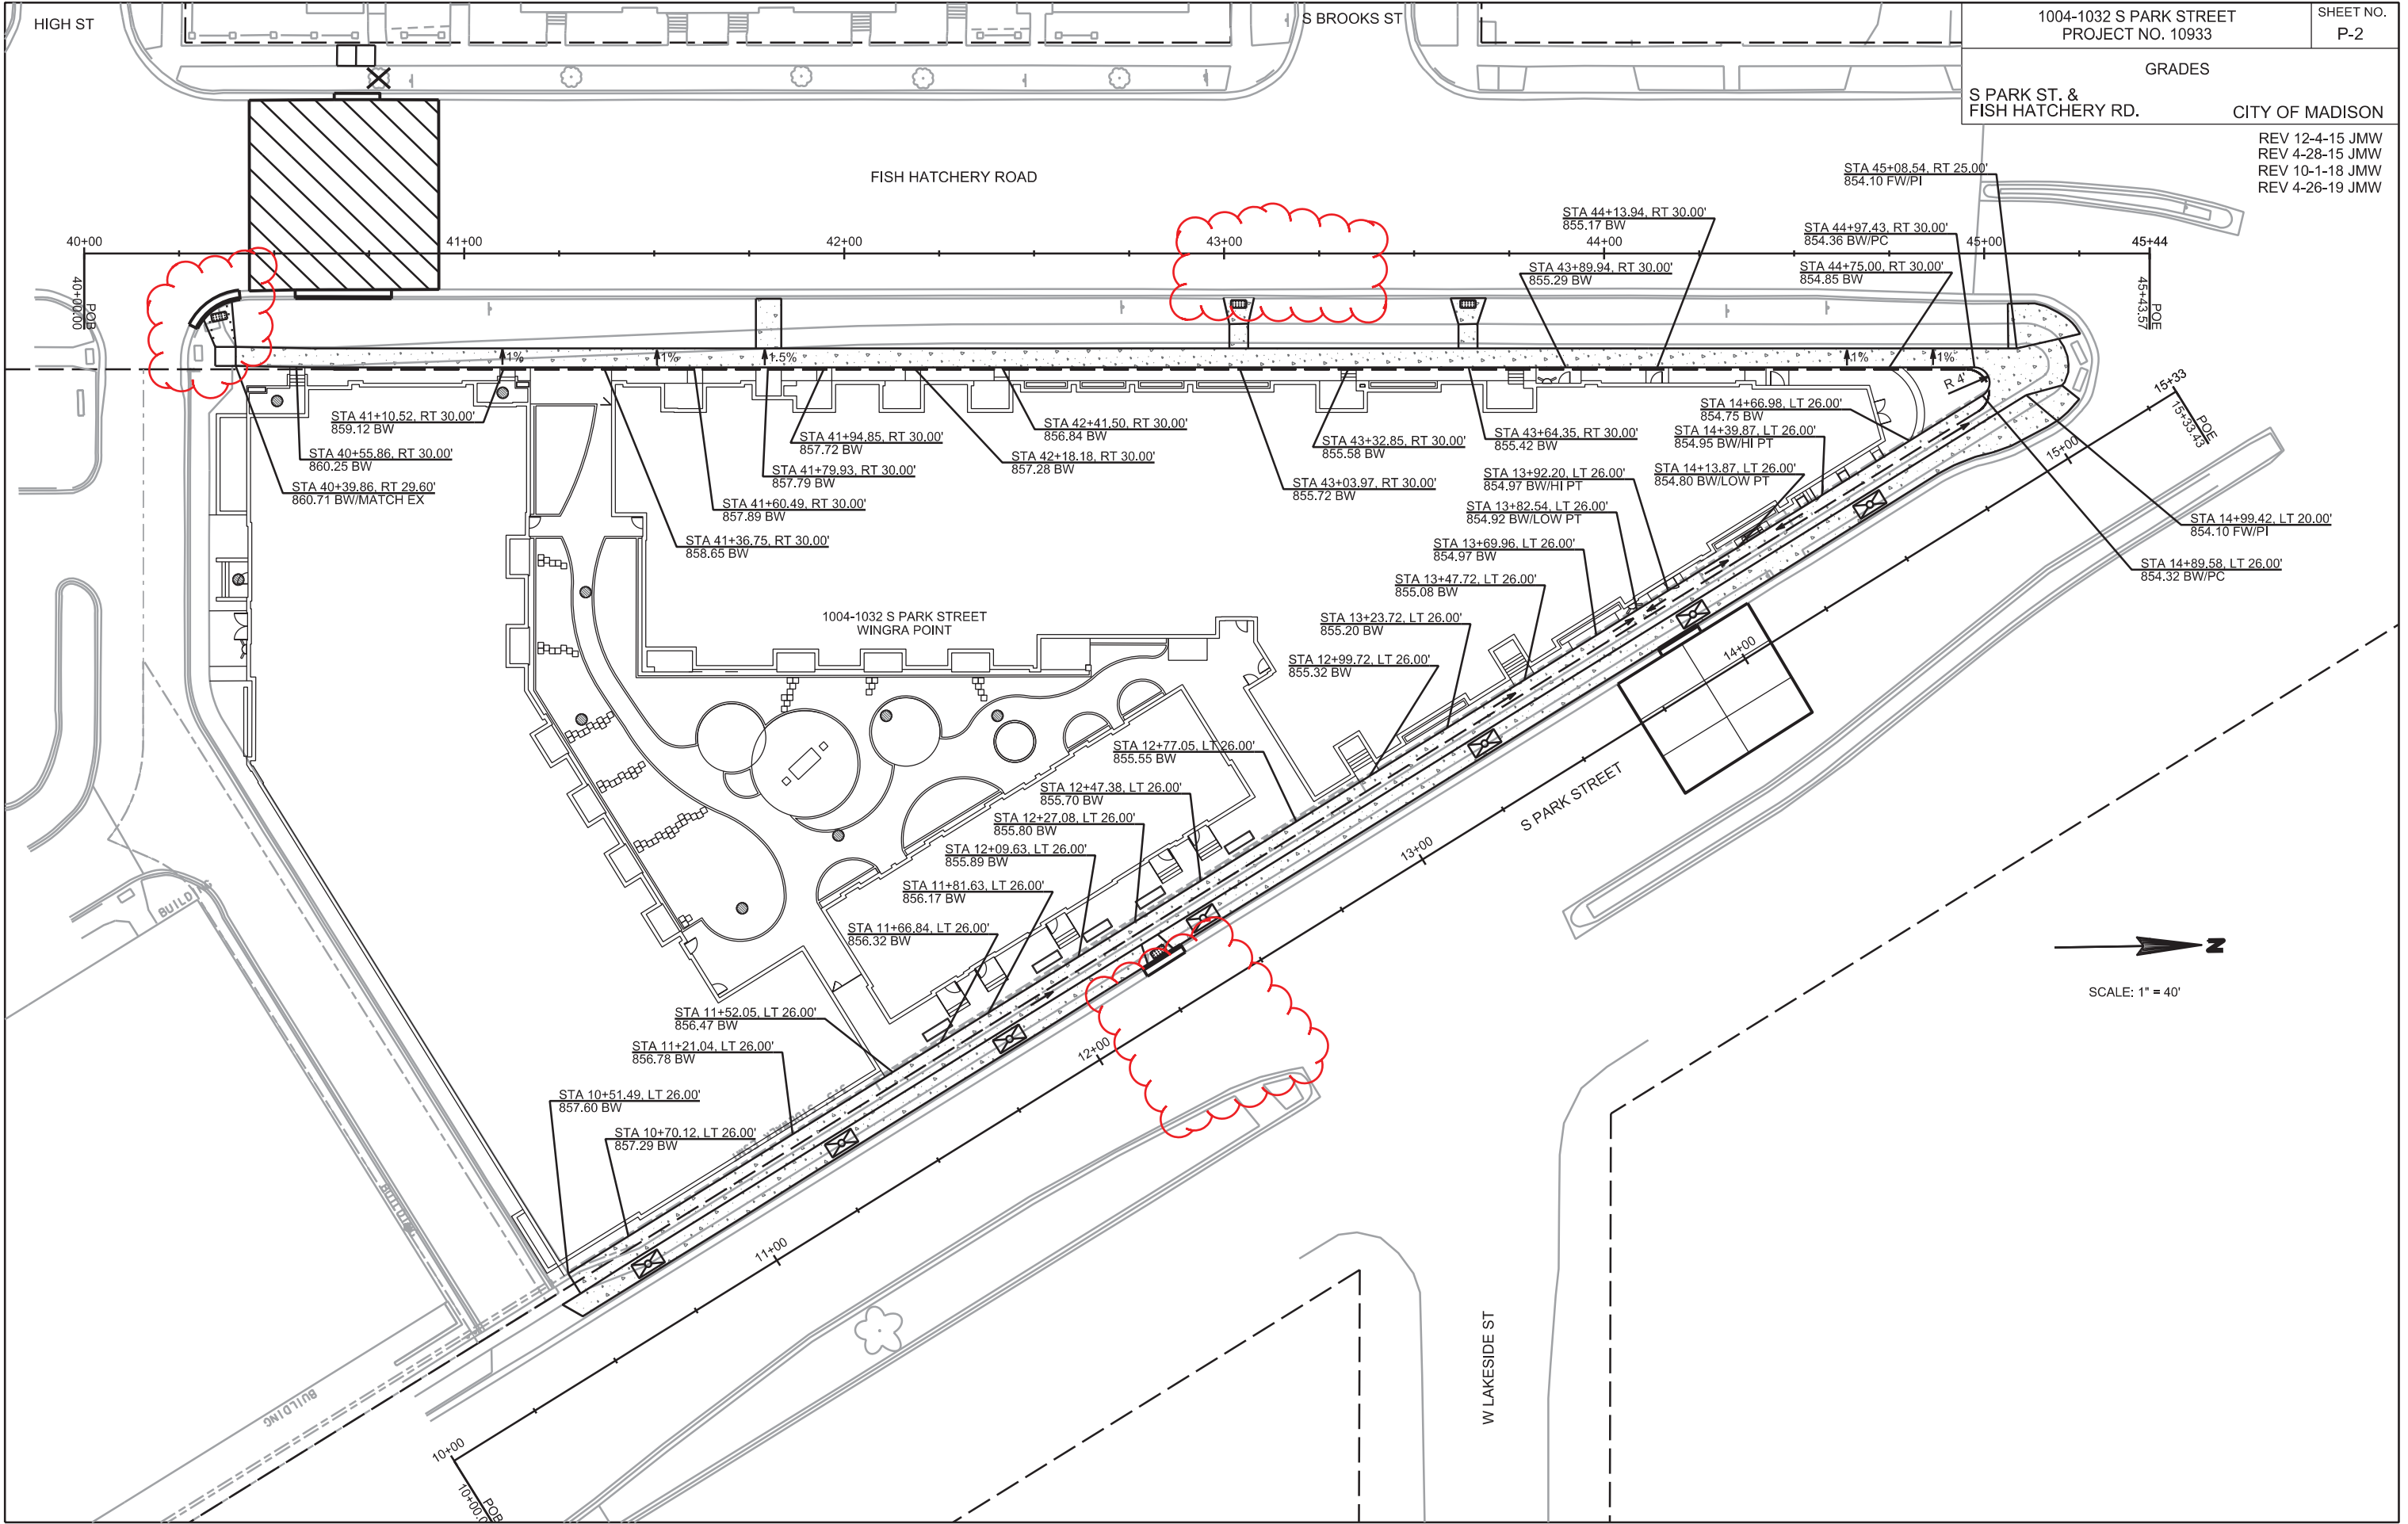 HIGH ST
S BROOKS ST
1004-1032 S PARK STREET
PROJECT NO. 10933
SHEET NO.
P-2
GRADES
S PARK ST. &
FISH HATCHERY RD.
CITY OF MADISON
REV 12-4-15 JMW
REV 4-28-15 JMW
REV 10-1-18 JMW
REV 4-26-19 JMW
FISH HATCHERY ROAD
STA 45+08.54, RT 25.00'
854.10 FW/PI
STA 44+13.94, RT 30.00'
855.17 BW
STA 44+97.43, RT 30.00'
854.36 BW/PC
STA 43+89.94, RT 30.00'
855.29 BW
STA 44+75.00, RT 30.00'
854.85 BW
40+00
41+00
42+00
43+00
44+00
45+00
45+44
POB
40+00.00
POE
45+43.57
1%
1%
1.5%
1%
1%
R 4'
15+33
POE
15+33.43
15+00
STA 41+10.52, RT 30.00'
859.12 BW
STA 40+55.86, RT 30.00'
860.25 BW
STA 40+39.86, RT 29.60'
860.71 BW/MATCH EX
STA 41+94.85, RT 30.00'
857.72 BW
STA 41+79.93, RT 30.00'
857.79 BW
STA 41+60.49, RT 30.00'
857.89 BW
STA 41+36.75, RT 30.00'
858.65 BW
STA 42+41.50, RT 30.00'
856.84 BW
STA 42+18.18, RT 30.00'
857.28 BW
STA 43+32.85, RT 30.00'
855.58 BW
STA 43+03.97, RT 30.00'
855.72 BW
STA 43+64.35, RT 30.00'
855.42 BW
STA 14+66.98, LT 26.00'
854.75 BW
STA 14+39.87, LT 26.00'
854.95 BW/HI PT
STA 14+13.87, LT 26.00'
854.80 BW/LOW PT
STA 13+92.20, LT 26.00'
854.97 BW/HI PT
STA 13+82.54, LT 26.00'
854.92 BW/LOW PT
STA 13+69.96, LT 26.00'
854.97 BW
STA 13+47.72, LT 26.00'
855.08 BW
STA 13+23.72, LT 26.00'
855.20 BW
STA 12+99.72, LT 26.00'
855.32 BW
STA 14+99.42, LT 20.00'
854.10 FW/PI
STA 14+89.58, LT 26.00'
854.32 BW/PC
1004-1032 S PARK STREET
WINGRA POINT
14+00
S PARK STREET
13+00
STA 12+77.05, LT 26.00'
855.55 BW
STA 12+47.38, LT 26.00'
855.70 BW
STA 12+27.08, LT 26.00'
855.80 BW
STA 12+09.63, LT 26.00'
855.89 BW
STA 11+81.63, LT 26.00'
856.17 BW
STA 11+66.84, LT 26.00'
856.32 BW
STA 11+52.05, LT 26.00'
856.47 BW
STA 11+21.04, LT 26.00'
856.78 BW
STA 10+51.49, LT 26.00'
857.60 BW
STA 10+70.12, LT 26.00'
857.29 BW
12+00
11+00
10+00
POB
10+00.0
BUILDING
BUILDING
BUILDING
N
SCALE: 1" = 40'
W LAKESIDE ST